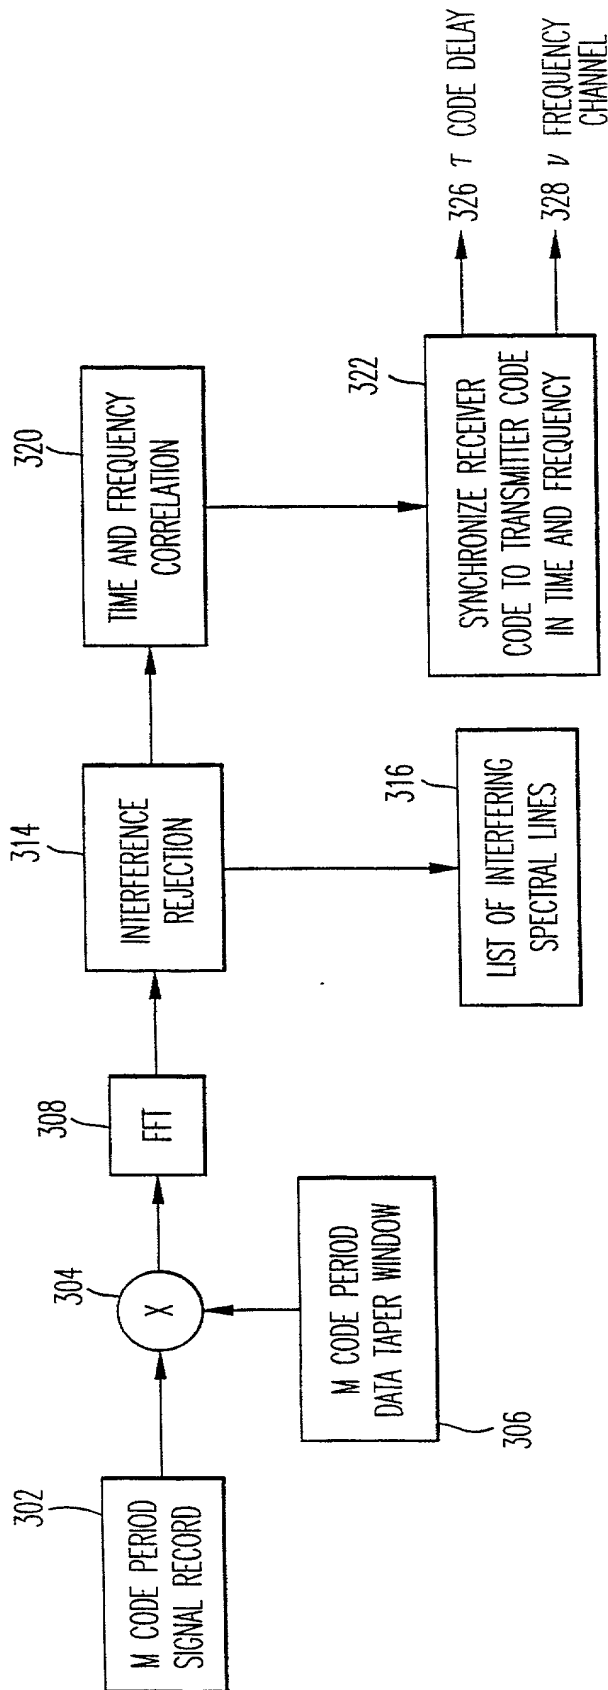 302
M CODE PERIOD
SIGNAL RECORD
304
X
M CODE PERIOD
DATA TAPER WINDOW
306
308
FFT
314
INTERFERENCE
REJECTION
LIST OF INTERFERING
SPECTRAL LINES
316
320
TIME AND FREQUENCY
CORRELATION
322
SYNCHRONIZE RECEIVER
CODE TO TRANSMITTER CODE
IN TIME AND FREQUENCY
326 τ CODE DELAY
328 ν FREQUENCY
CHANNEL